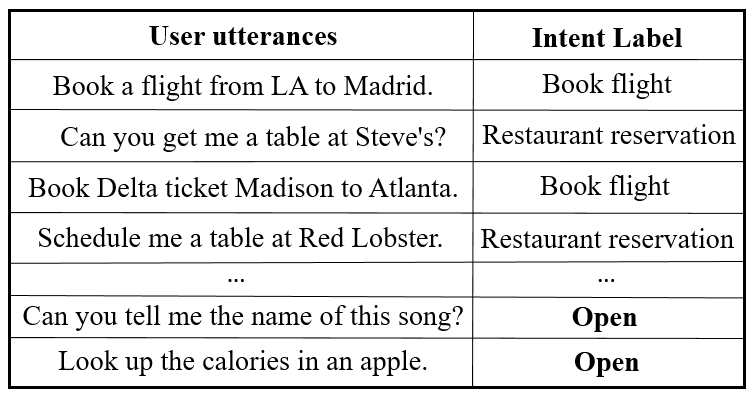 User utterances Intent Label
Book a flight from LA to Madrid. Book flight
Can you get me a table at Steve's? Restaurant reservation
Book Delta ticket Madison to Atlanta. Book flight
Schedule me a table at Red Lobster. Restaurant reservation
... ...
Can you tell me the name of this song? Open
Look up the calories in an apple. Open